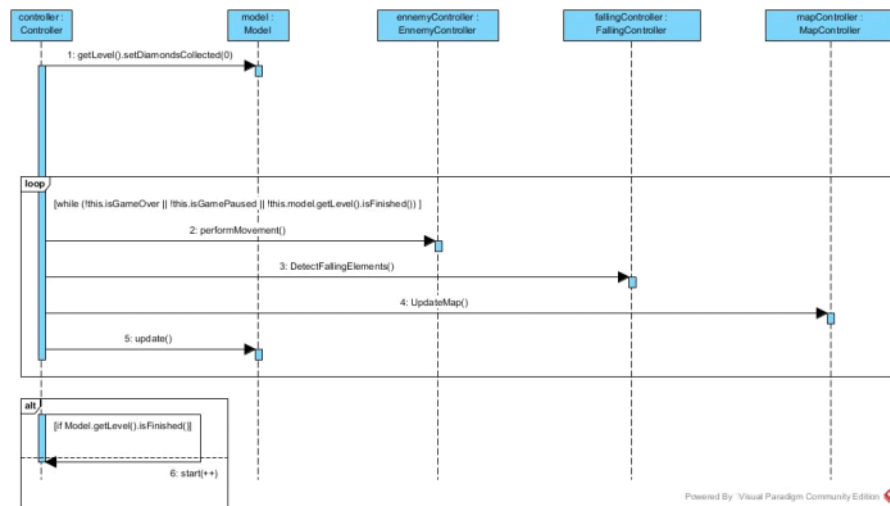 controller :
Controller
model :
Model
ennemyController :
EnnemyController
fallingController :
FallingController
mapController :
MapController
1: getLevel().setDiamondsCollected(0)
loop
[while (!this.isGameOver || !this.isGamePaused || !this.model.getLevel().isFinished()) ]
2: performMovement()
3: DetectFallingElements()
4: UpdateMap()
5: update()
alt
[if Model.getLevel().isFinished()]
6: start(++)
Powered By Visual Paradigm Community Edition